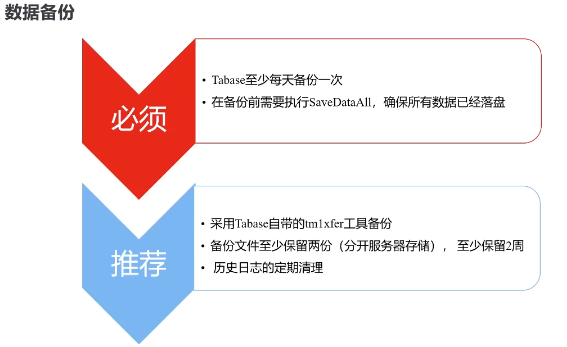 数据备份
必须
• Tabase至少每天备份一次
• 在备份前需要执行SaveDataAll，确保所有数据已经落盘
推荐
• 采用Tabase自带的tm1xfer工具备份
• 备份文件至少保留两份（分开服务器存储）， 至少保留2周
• 历史日志的定期清理